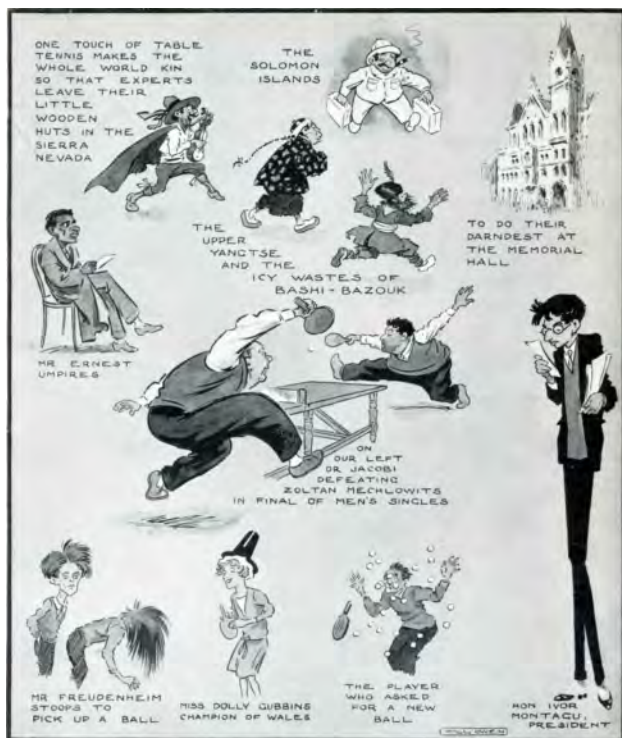 ONE TOUCH OF TABLE
TENNIS MAKES THE
WHOLE WORLD KIN
SO THAT EXPERTS
LEAVE THEIR
LITTLE
WOODEN
HUTS IN THE
SIERRA
NEVADA
THE
SOLOMON
ISLANDS
THE
UPPER
YANGTSE
AND THE
ICY WASTES OF
BASHI-BAZOUK
TO DO THEIR
DARNDEST AT
THE MEMORIAL
HALL
MR ERNEST
UMPIRES
ON
OUR LEFT
DR JACOBI
DEFEATING
ZOLTAN MECHLOWITS
IN FINAL OF MEN'S SINGLES
MR FREUDENHEIM
STOOPS TO
PICK UP A BALL
MISS DOLLY GUBBINS
CHAMPION OF WALES
THE PLAYER
WHO ASKED
FOR A NEW
BALL
HON IVOR
MONTAGU,
PRESIDENT
WILL OWEN